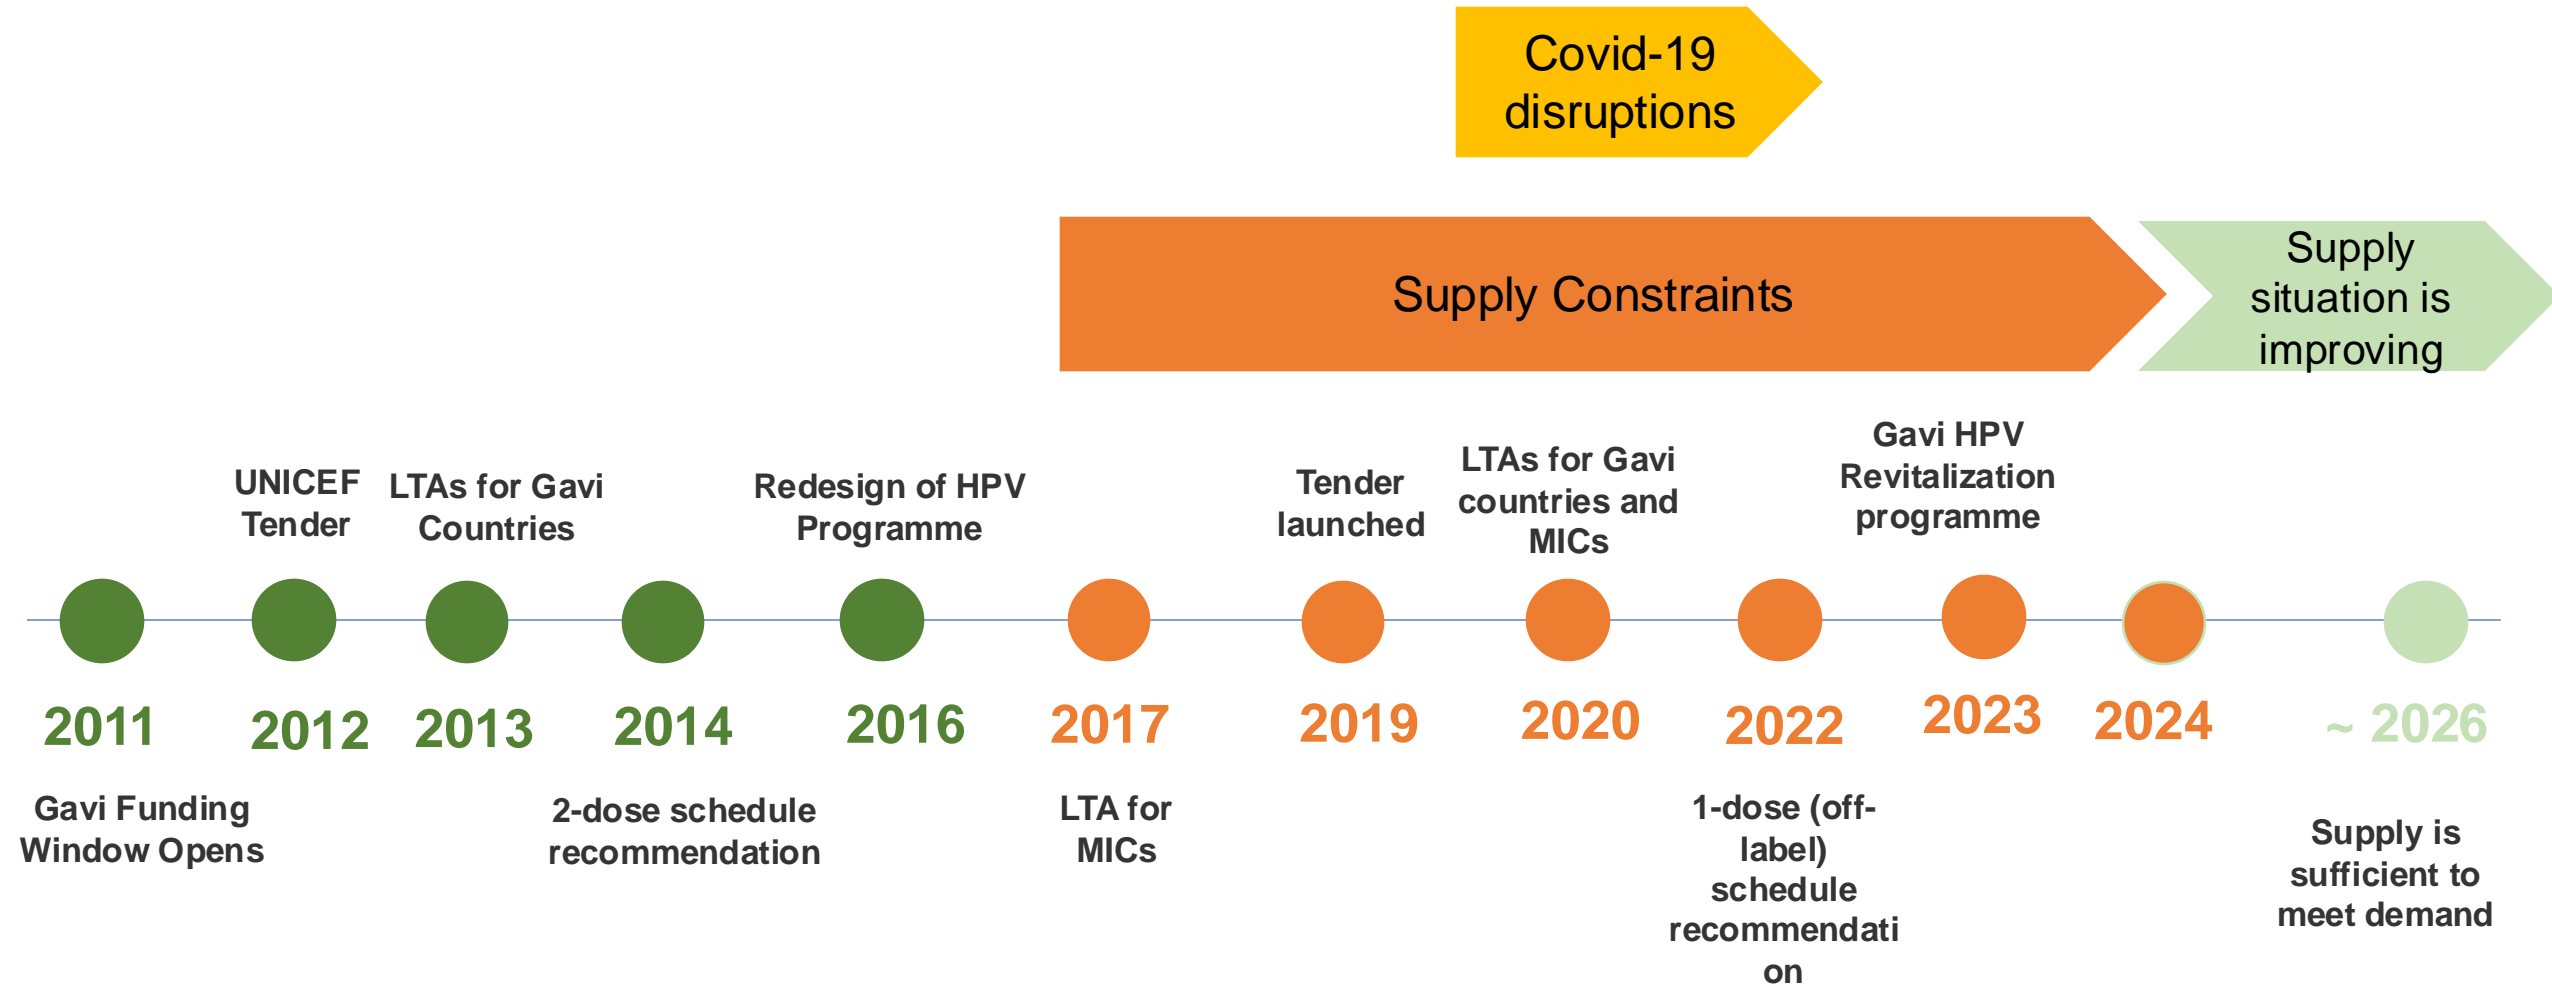 Covid-19
disruptions
Supply Constraints
Supply
situation is
improving
UNICEF
Tender
LTAs for Gavi
Countries
Redesign of HPV
Programme
Tender
launched
LTAs for Gavi
countries and
MICs
Gavi HPV
Revitalization
programme
2011
2012
2013
2014
2016
2017
2019
2020
2022
2023
2024
~ 2026
Gavi Funding
Window Opens
2-dose schedule
recommendation
LTA for
MICs
1-dose (off-
label)
schedule
recommendati
on
Supply is
sufficient to
meet demand